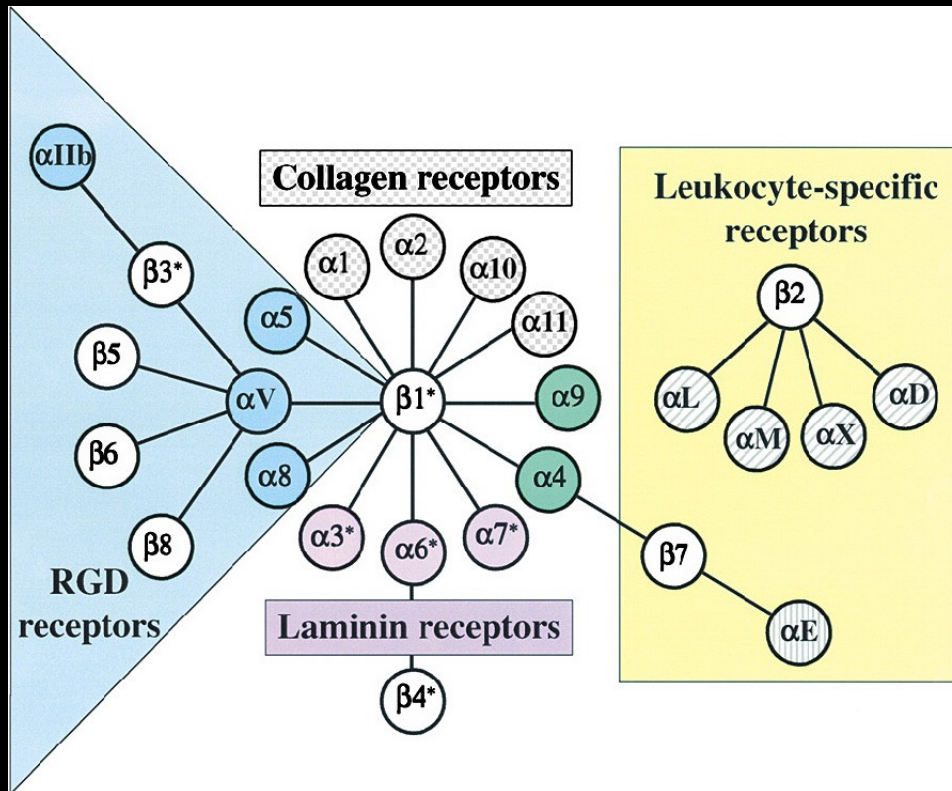 αIIb
β3*
β5
β6
β8
αV
α5
α8
RGD
receptors
Collagen receptors
α1
α2
α10
α11
β1*
α9
α4
α3*
α6*
α7*
Laminin receptors
β4*
Leukocyte-specific
receptors
β2
αL
αM
αX
αD
β7
αE